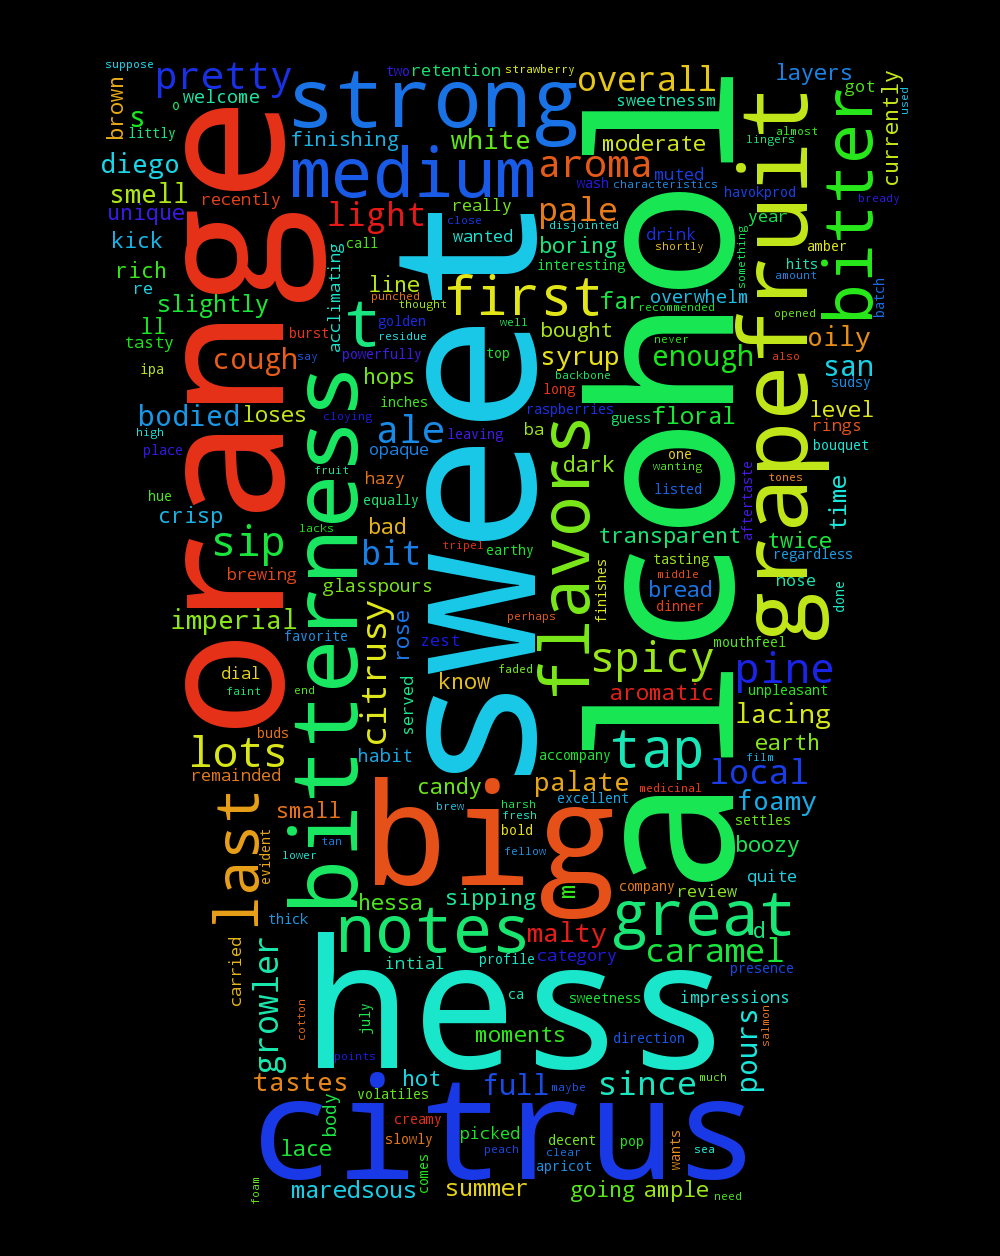 suppose
pretty
two
retention
strawberry
overall
layers
brown
o
welcome
strong
sweetnessm
got
currently
used
s
littly
finishing
white
moderate
almost
lingers
diego
medium
aroma
muted
wash
characteristics
havokprod
bitter
smell
recently
bready
unique
orange
light
really
pale
close
disjointed
drink
year
kick
call
wanted
boring
shortly
something
amber
grapefruit
rich
acclimating
interesting
hits
re
line
sweet
alcohol
amount
batch
slightly
punched
thought
first
far
overwhelm
recommended
opened
ll
t
golden
well
bought
never
tasty
burst
residue
oily
cough
say
powerfully
top
syrup
enough
also
ipa
hops
backbone
san
sudsy
long
inches
raspberries
bodied
loses
cloying
guess
floral
level
high
ale
leaving
ba
rings
place
opaque
one
bouquet
fruit
dark
wanting
hazy
tones
hue
equally
listed
aftertaste
time
crisp
lacks
bad
sip
bitterness
bit
tripel
earthy
flavors
transparent
twice
regardless
tasting
brewing
glasspours
finishes
middle
nose
bread
done
imperial
perhaps
dinner
favorite
rose
zest
citrusy
mouthfeel
spicy
dial
faded
pine
faint
end
know
served
aromatic
unpleasant
lacing
buds
lots
habit
accompany
tap
earth
film
remainded
candy
palate
medicinal
local
small
brew
harsh
fresh
excellent
foamy
last
bold
settles
evident
tan
lower
big
fellow
boozy
quite
company
review
hessa
sipping
m
thick
notes
great
d
malty
caramel
carried
growler
intial
profile
category
presence
hess
ca
sweetness
impressions
cotton
july
moments
direction
salmon
points
pours
tastes
hot
full
maybe
since
much
volatiles
body
citrus
creamy
slowly
picked
decent
pop
wants
lace
peach
clear
sea
apricot
comes
foam
maredsous
summer
going
ample
need